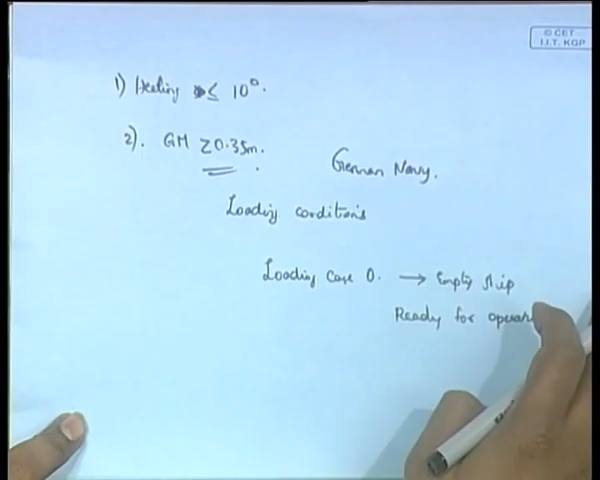 © CET
I.I.T. KGP
1) Heeling ≤ 10°.
2). GM ≥ 0.35m.
German Navy.
Loading conditions
Loading case 0. → Empty ship
Ready for operat